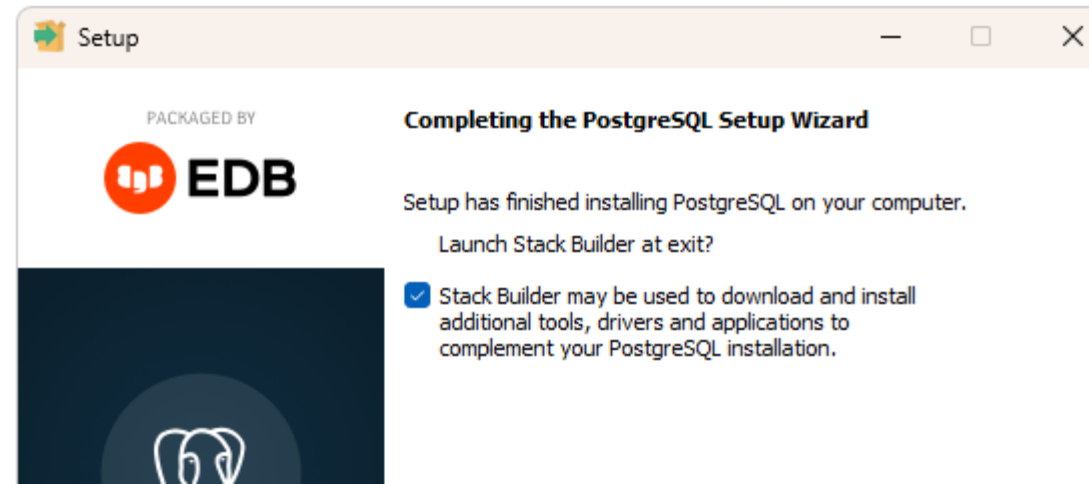 Setup
PACKAGED BY
EDB
Completing the PostgreSQL Setup Wizard
Setup has finished installing PostgreSQL on your computer.
Launch Stack Builder at exit?
Stack Builder may be used to download and install
additional tools, drivers and applications to
complement your PostgreSQL installation.